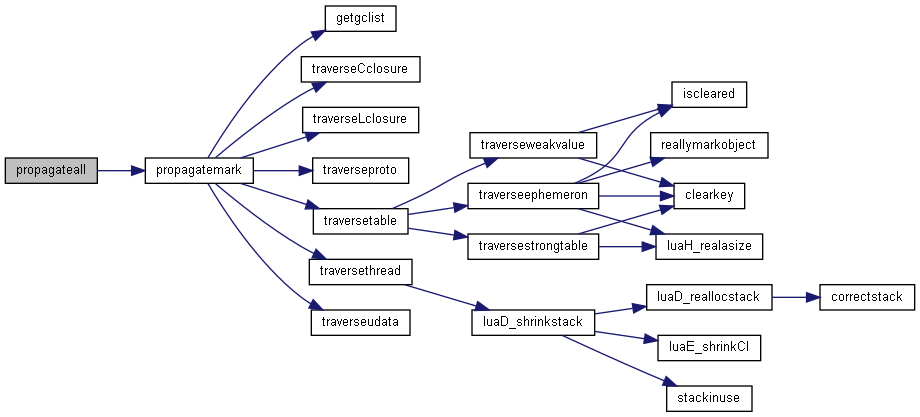 propagateall
propagatemark
getgclist
traverseCclosure
traverseLclosure
traverseproto
traversetable
traversethread
traverseudata
traverseweakvalue
traverseephemeron
traversestrongtable
luaD_shrinkstack
iscleared
reallymarkobject
clearkey
luaH_realasize
luaD_reallocstack
luaE_shrinkCI
stackinuse
correctstack